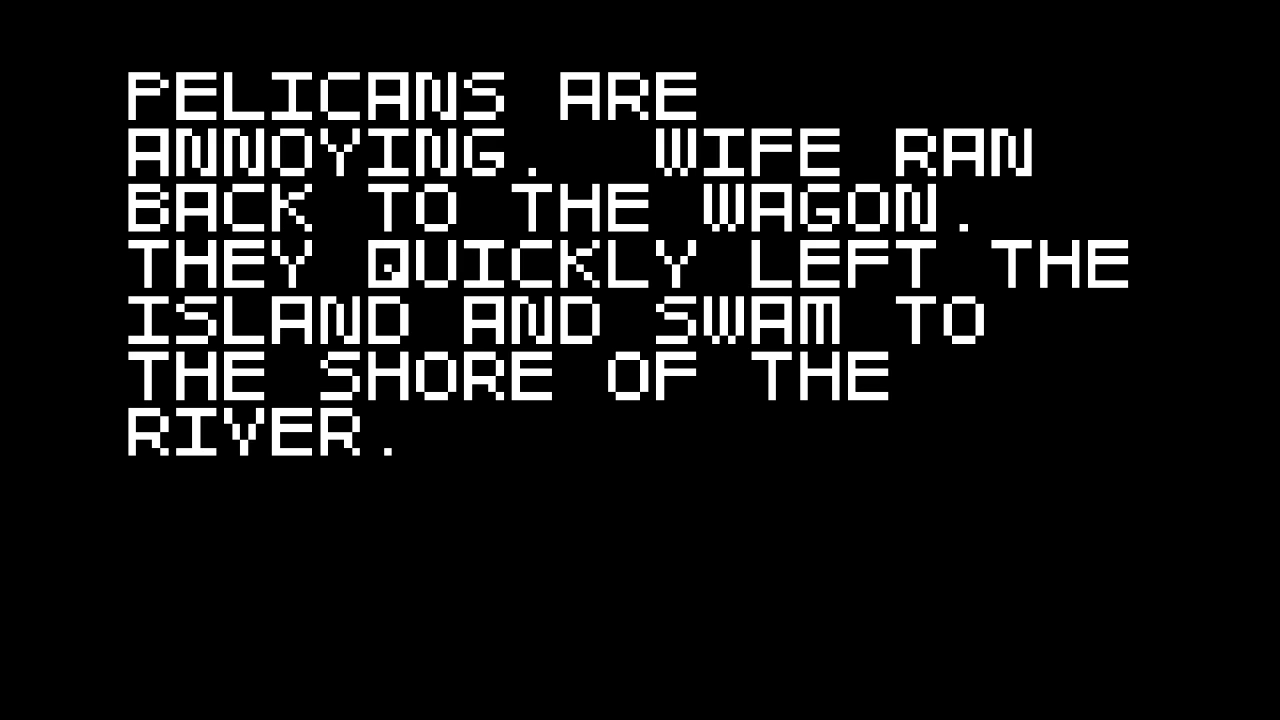 PELICANS ARE
ANNOYING.  WIFE RAN
BACK TO THE WAGON.
THEY QUICKLY LEFT THE
ISLAND AND SWAM TO
THE SHORE OF THE
RIVER.